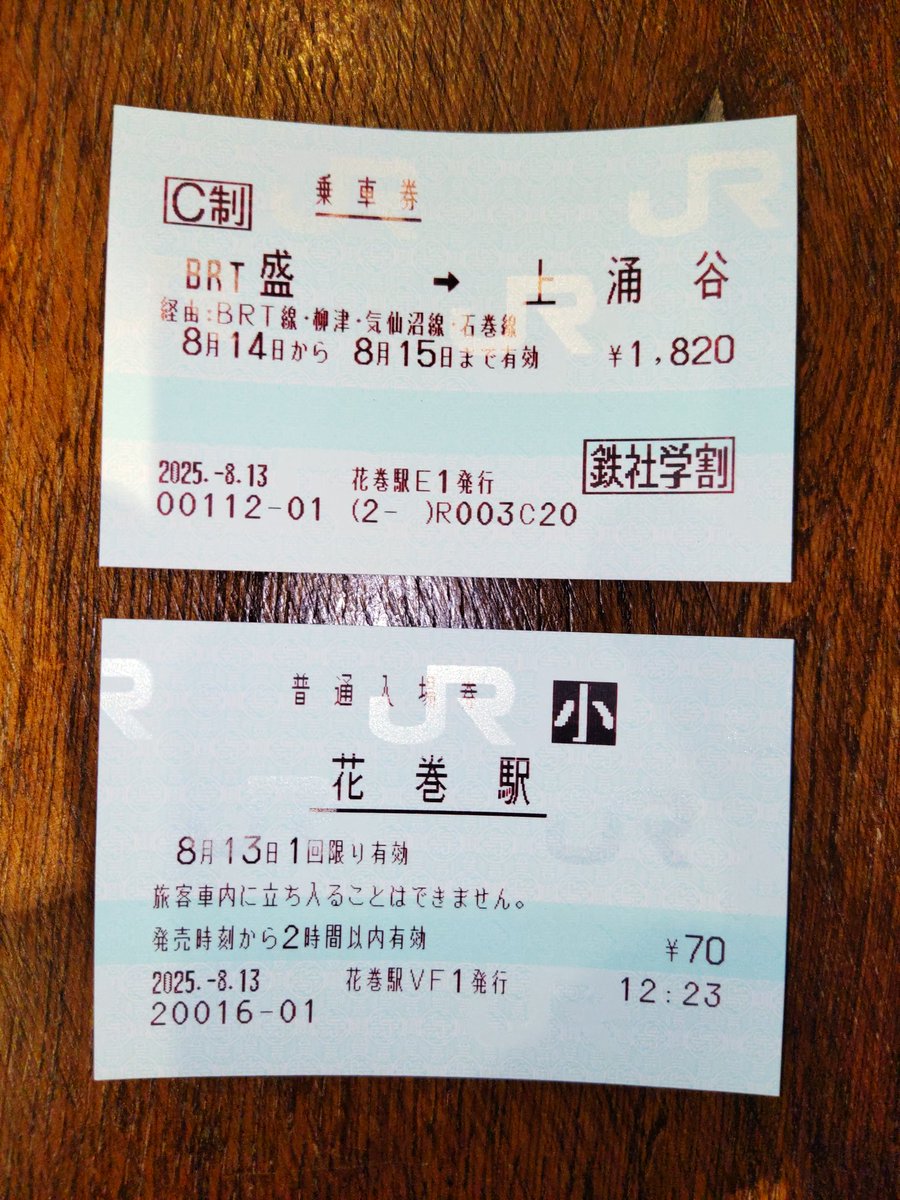 C制 乗車券
BRT盛 → 上涌谷
経由:BRT線・柳津・気仙沼線・石巻線
8月14日から 8月15日まで有効 ¥1,820
鉄社学割
2025.-8.13 花巻駅E1発行
00112-01 (2- )R003C20
JR
JR
JR
普通入場券 小
花巻駅
8月13日1回限り有効
旅客車内に立ち入ることはできません。
発売時刻から2時間以内有効 ¥70
2025.-8.13 花巻駅VF1発行 12:23
20016-01
JR
JR
JR